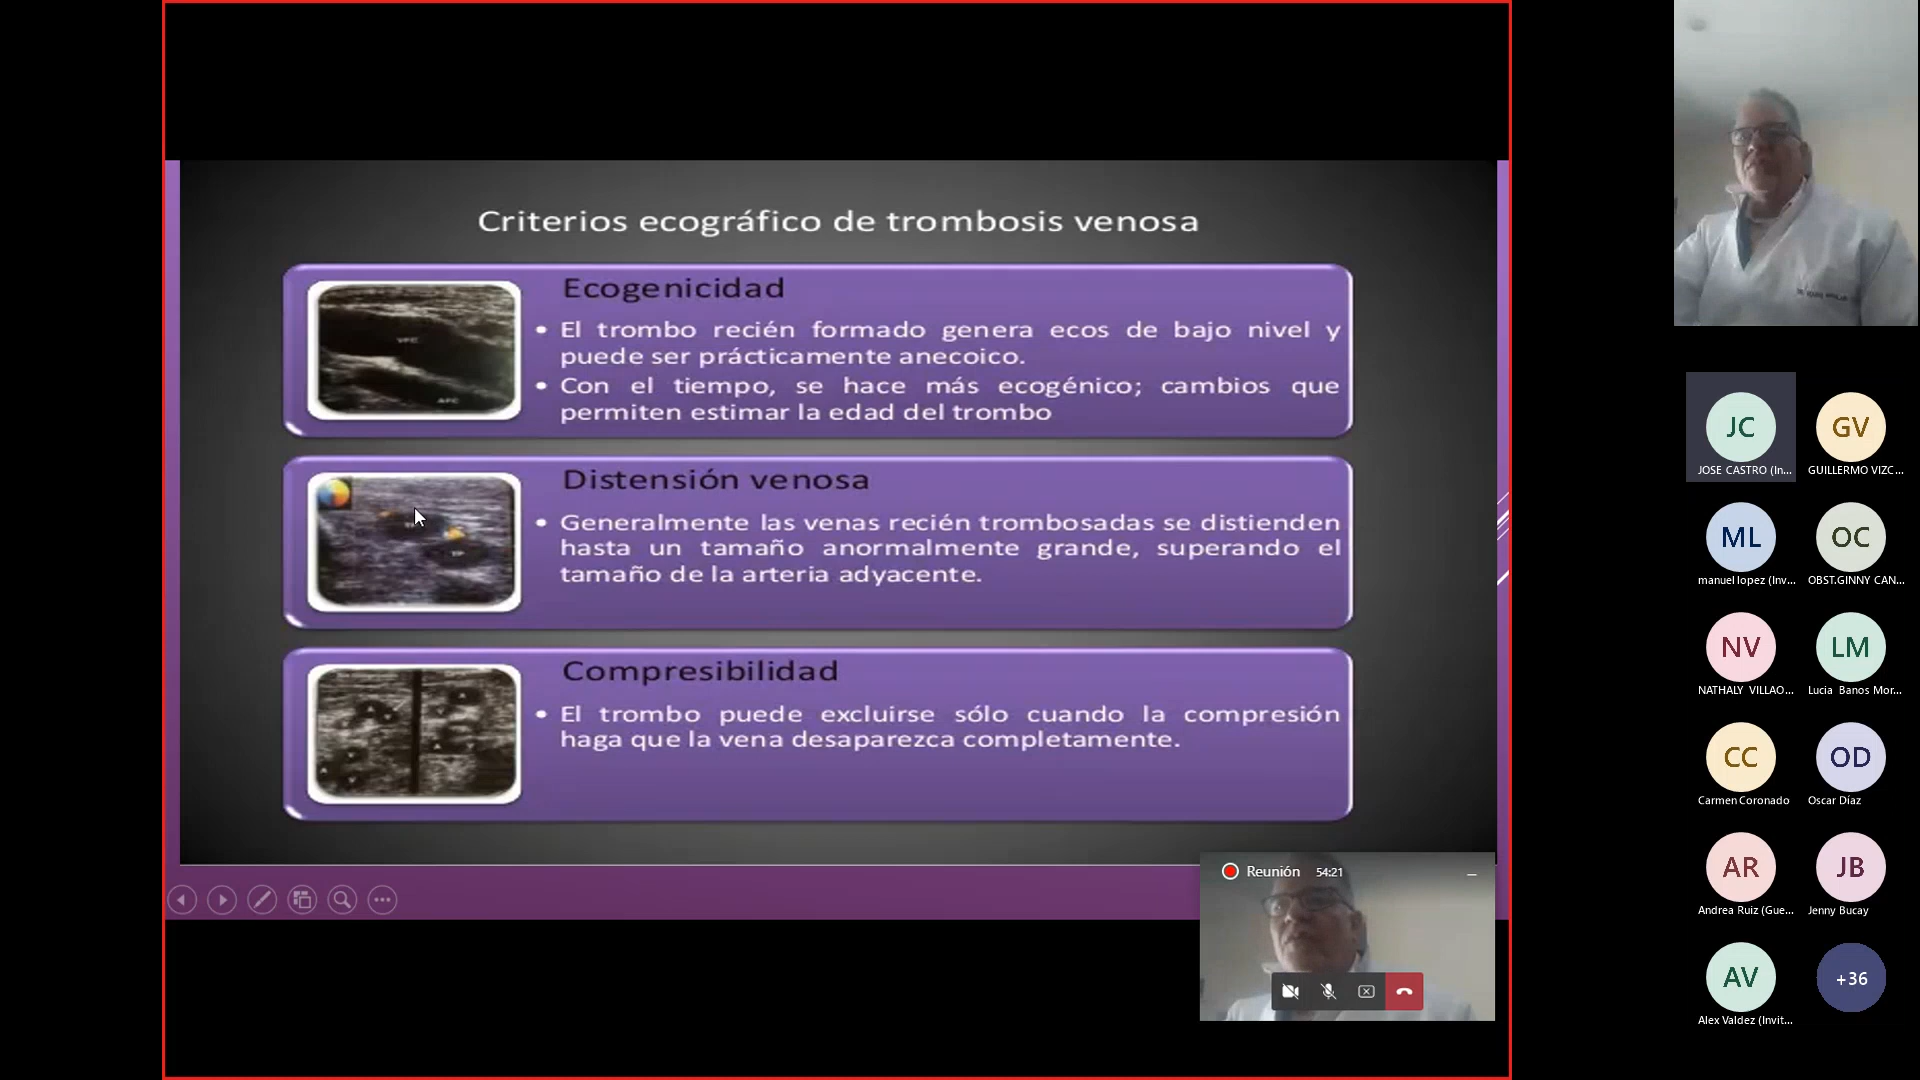 Criterios ecográfico de trombosis venosa
Ecogenicidad
• El trombo recién formado genera ecos de bajo nivel y
puede ser prácticamente anecoico.
• Con el tiempo, se hace más ecogénico; cambios que
permiten estimar la edad del trombo
VFC
AFC
Distensión venosa
• Generalmente las venas recién trombosadas se distienden
hasta un tamaño anormalmente grande, superando el
tamaño de la arteria adyacente.
TP
Compresibilidad
• El trombo puede excluirse sólo cuando la compresión
haga que la vena desaparezca completamente.
Reunión 54:21
JC
JOSE CASTRO (In...
GV
GUILLERMO VIZC...
ML
manuel lopez (Inv...
OC
OBST.GINNY CAN...
NV
NATHALY VILLAO...
LM
Lucia Banos Mor...
CC
Carmen Coronado
OD
Oscar Díaz
AR
Andrea Ruiz (Gue...
JB
Jenny Bucay
AV
Alex Valdez (Invit...
+36